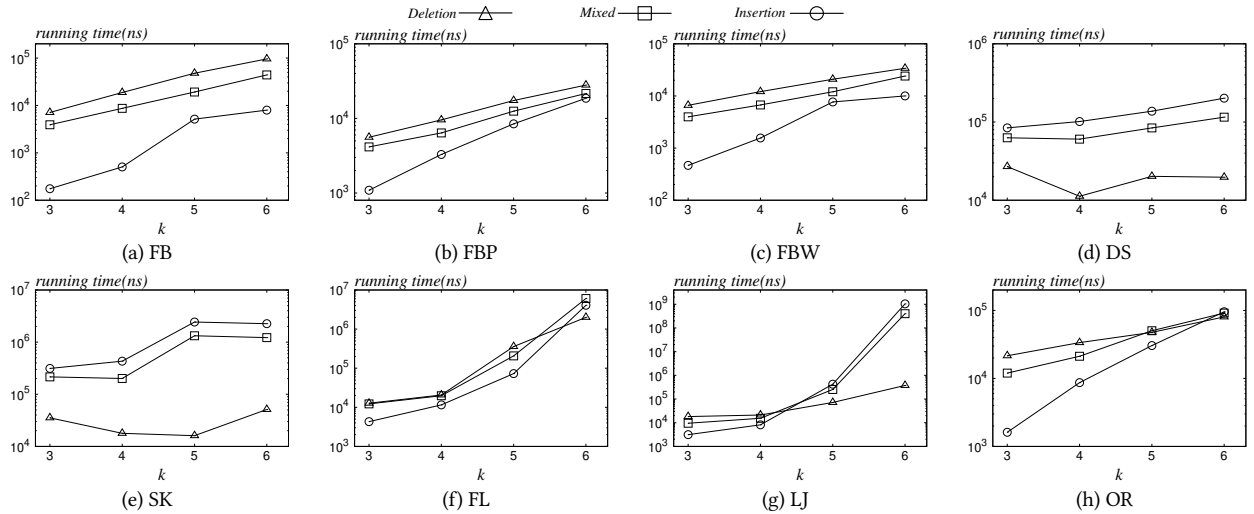 Deletion Mixed Insertion
running time(ns) running time(ns) running time(ns) running time(ns)
10^5 10^5 10^5 10^6
10^4 10^4 10^4 10^5
10^3 10^3 10^3 10^4
10^2 10^2
3 4 5 6 3 4 5 6 3 4 5 6 3 4 5 6
k k k k
(a) FB (b) FBP (c) FBW (d) DS
running time(ns) running time(ns) running time(ns) running time(ns)
10^7 10^7 10^9 10^5
10^6 10^6 10^8 10^4
10^5 10^5 10^7 10^3
10^4 10^4 10^6
10^3 10^5
10^4
10^3
3 4 5 6 3 4 5 6 3 4 5 6 3 4 5 6
k k k k
(e) SK (f) FL (g) LJ (h) OR